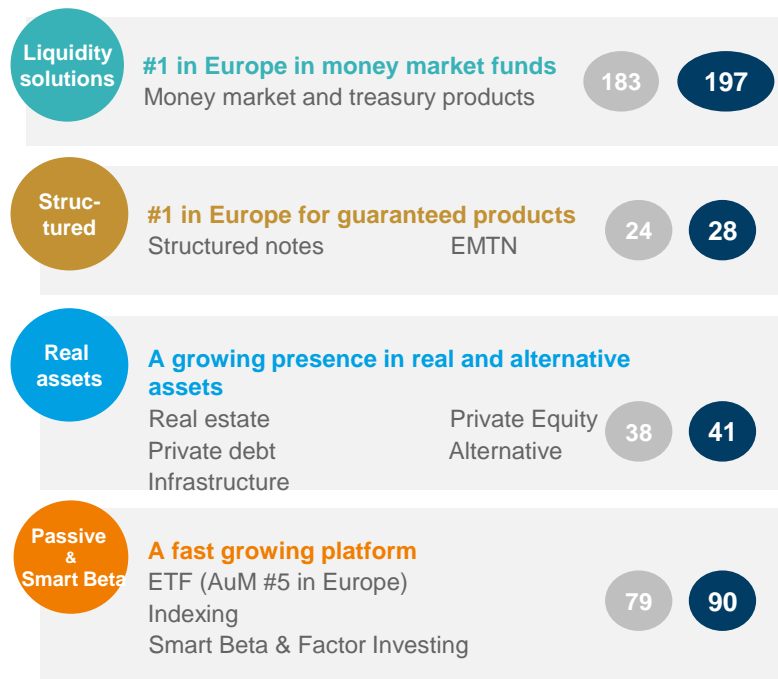 Liquidity
solutions
#1 in Europe in money market funds
Money market and treasury products
183
197
Struc-
tured
#1 in Europe for guaranteed products
Structured notes EMTN
24
28
Real
assets
A growing presence in real and alternative
assets
Real estate Private Equity
Private debt Alternative
Infrastructure
38
41
Passive
&
Smart Beta
A fast growing platform
ETF (AuM #5 in Europe)
Indexing
Smart Beta & Factor Investing
79
90